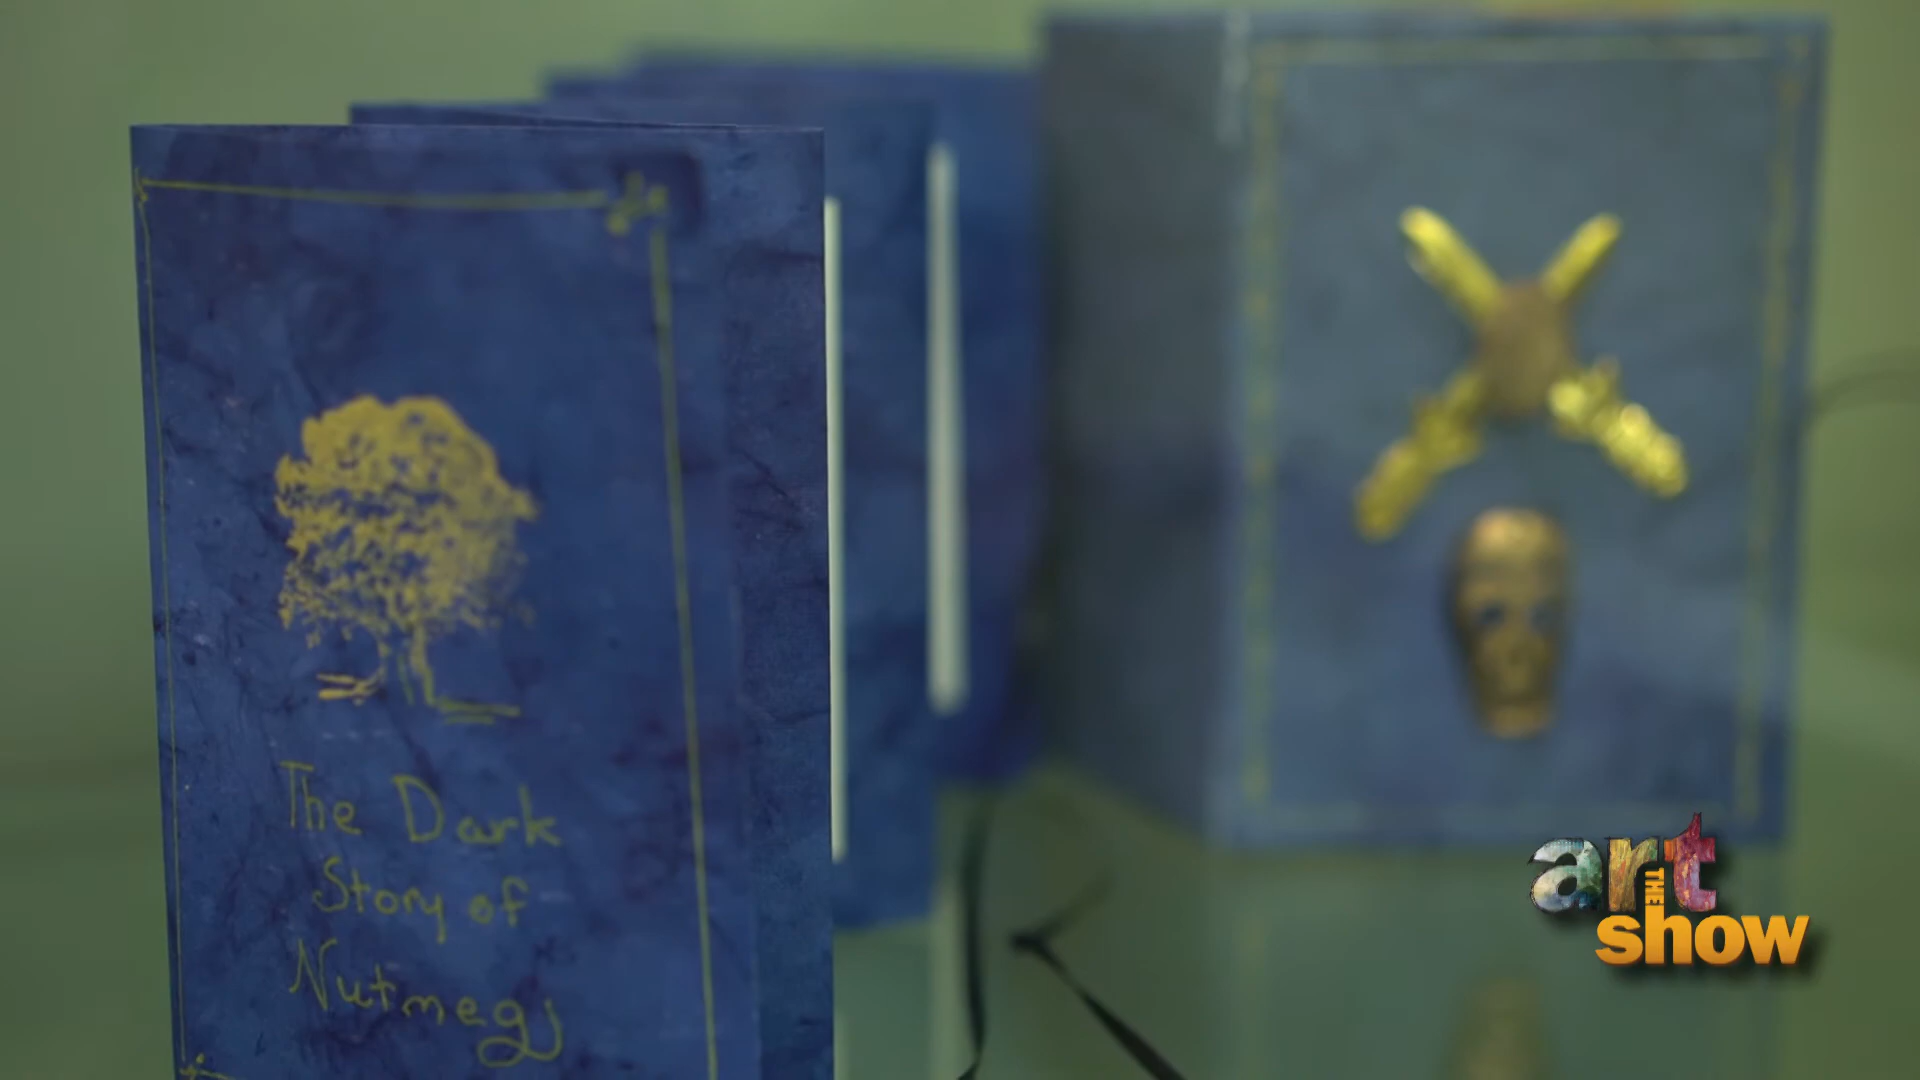 The Dark
Story of
Nutmeg
art
THE
show